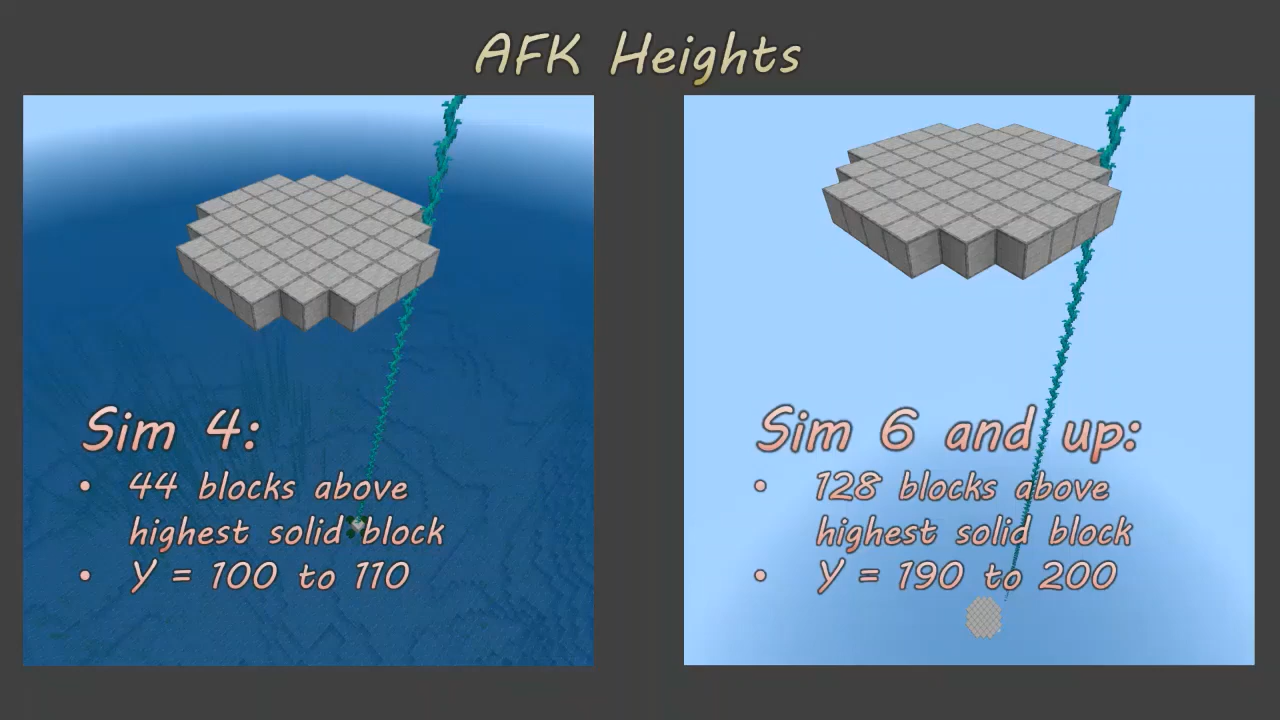 AFK Heights
Sim 4:
• 44 blocks above
highest solid block
• Y = 100 to 110
Sim 6 and up:
• 128 blocks above
highest solid block
• Y = 190 to 200